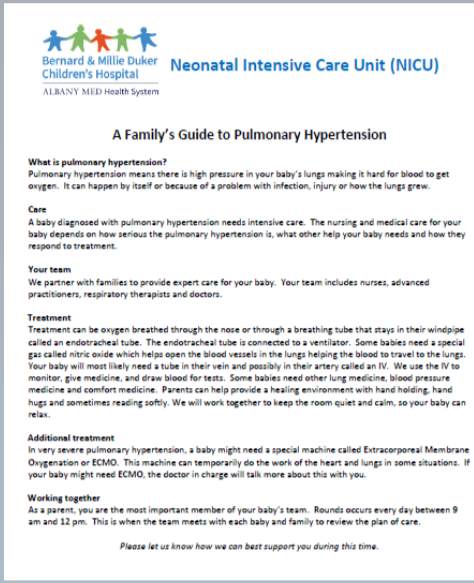 Bernard & Millie Duker
Children's Hospital
ALBANY MED Health System
Neonatal Intensive Care Unit (NICU)
A Family's Guide to Pulmonary Hypertension
What is pulmonary hypertension?
Pulmonary hypertension means there is high pressure in your baby's lungs making it hard for blood to get
oxygen. It can happen by itself or because of a problem with infection, injury or how the lungs grew.
Care
A baby diagnosed with pulmonary hypertension needs intensive care. The nursing and medical care for your
baby depends on how serious the pulmonary hypertension is, what other help your baby needs and how they
respond to treatment.
Your team
We partner with families to provide expert care for your baby. Your team includes nurses, advanced
practitioners, respiratory therapists and doctors.
Treatment
Treatment can be oxygen breathed through the nose or through a breathing tube that stays in their windpipe
called an endotracheal tube. The endotracheal tube is connected to a ventilator. Some babies need a special
gas called nitric oxide which helps open the blood vessels in the lungs helping the blood to travel to the lungs.
Your baby will most likely need a tube in their vein and possibly in their artery called an IV. We use the IV to
monitor, give medicine, and draw blood for tests. Some babies need other lung medicine, blood pressure
medicine and comfort medicine. Parents can help provide a healing environment with hand holding, hand
hugs and sometimes reading softly. We will work together to keep the room quiet and calm, so your baby can
relax.
Additional treatment
In very severe pulmonary hypertension, a baby might need a special machine called Extracorporeal Membrane
Oxygenation or ECMO. This machine can temporarily do the work of the heart and lungs in some situations. If
your baby might need ECMO, the doctor in charge will talk more about this with you.
Working together
As a parent, you are the most important member of your baby's team. Rounds occurs every day between 9
am and 12 pm. This is when the team meets with each baby and family to review the plan of care.
Please let us know how we can best support you during this time.